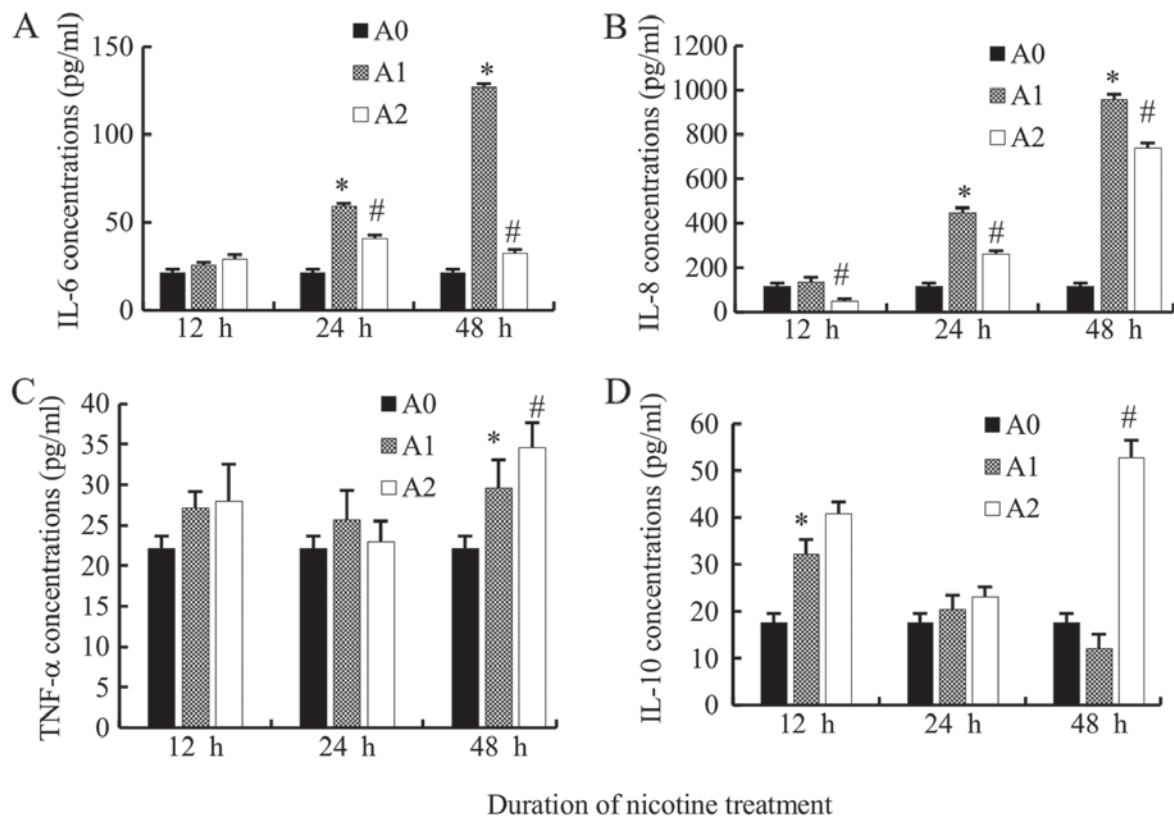 A
IL-6 concentrations (pg/ml)
150
100
50
0
A0
A1
A2
*
#
*
#
12 h
24 h
48 h
B
IL-8 concentrations (pg/ml)
1200
1000
800
600
400
200
0
A0
A1
A2
#
*
#
*
#
12 h
24 h
48 h
C
TNF-α concentrations (pg/ml)
40
35
30
25
20
15
10
5
0
A0
A1
A2
*
#
12 h
24 h
48 h
D
IL-10 concentrations (pg/ml)
60
50
40
30
20
10
0
A0
A1
A2
*
#
12 h
24 h
48 h
Duration of nicotine treatment